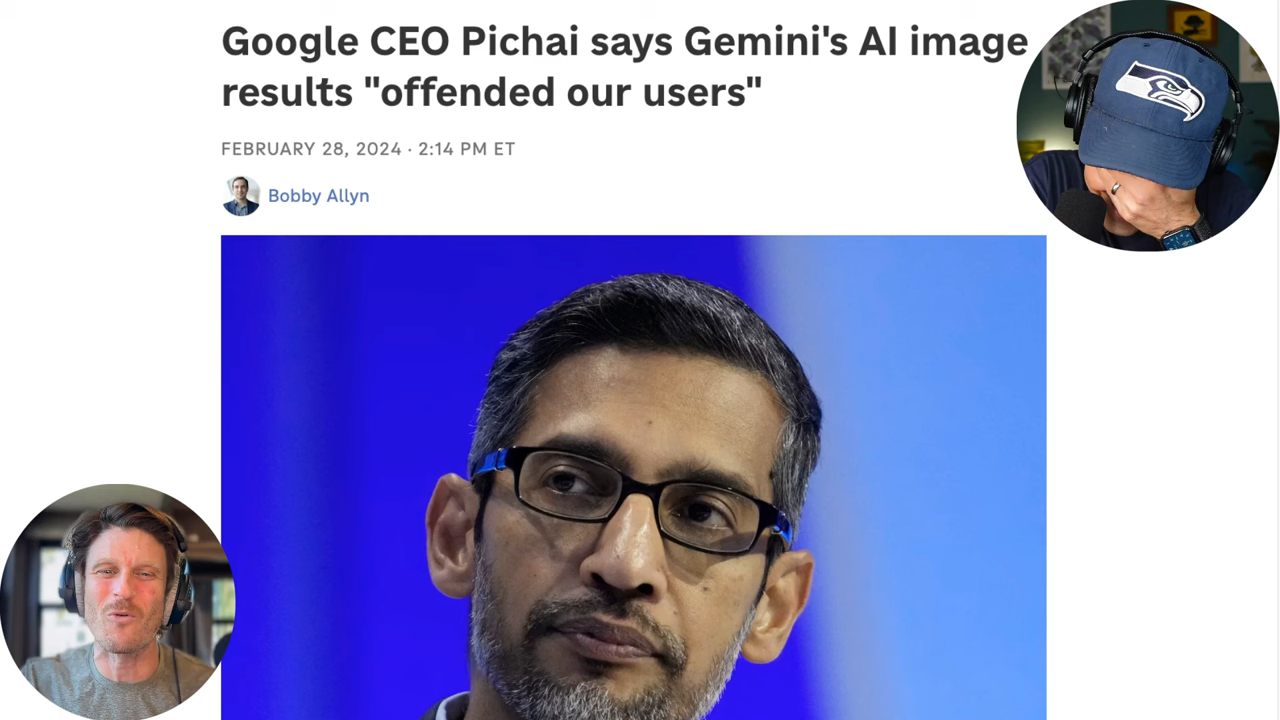 Google CEO Pichai says Gemini's AI image
results "offended our users"
FEBRUARY 28, 2024 · 2:14 PM ET
Bobby Allyn